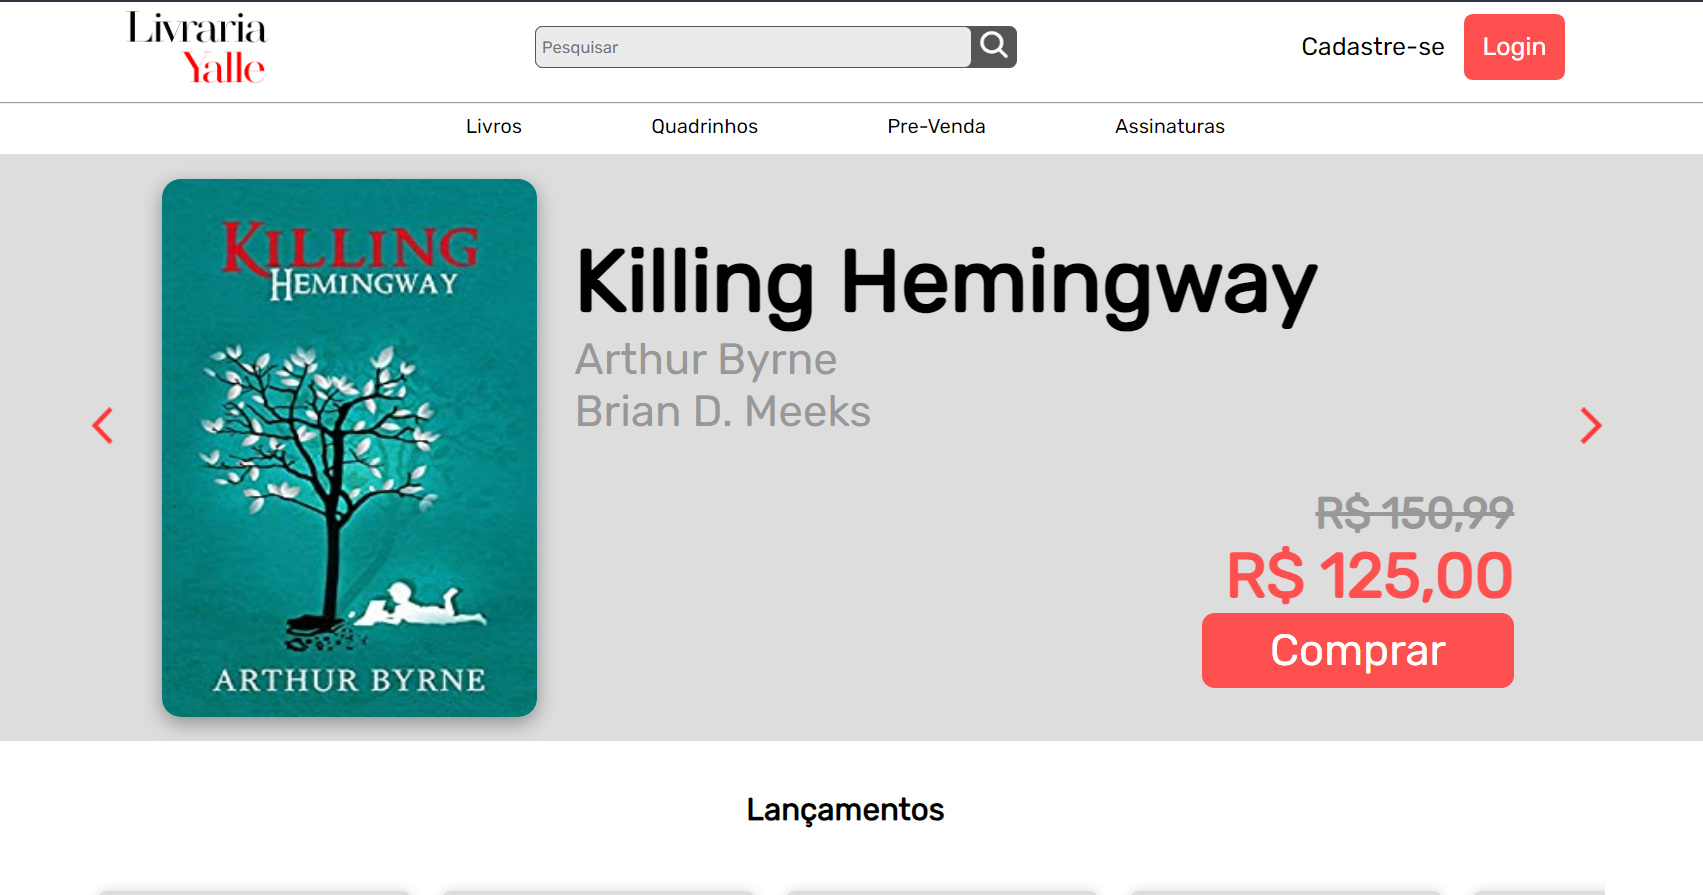 Livraria
Yalle
Pesquisar
Cadastre-se
Login
Livros
Quadrinhos
Pre-Venda
Assinaturas
KILLING
HEMINGWAY
ARTHUR BYRNE
Killing Hemingway
Arthur Byrne
Brian D. Meeks
R$ 150,99
R$ 125,00
Comprar
Lançamentos